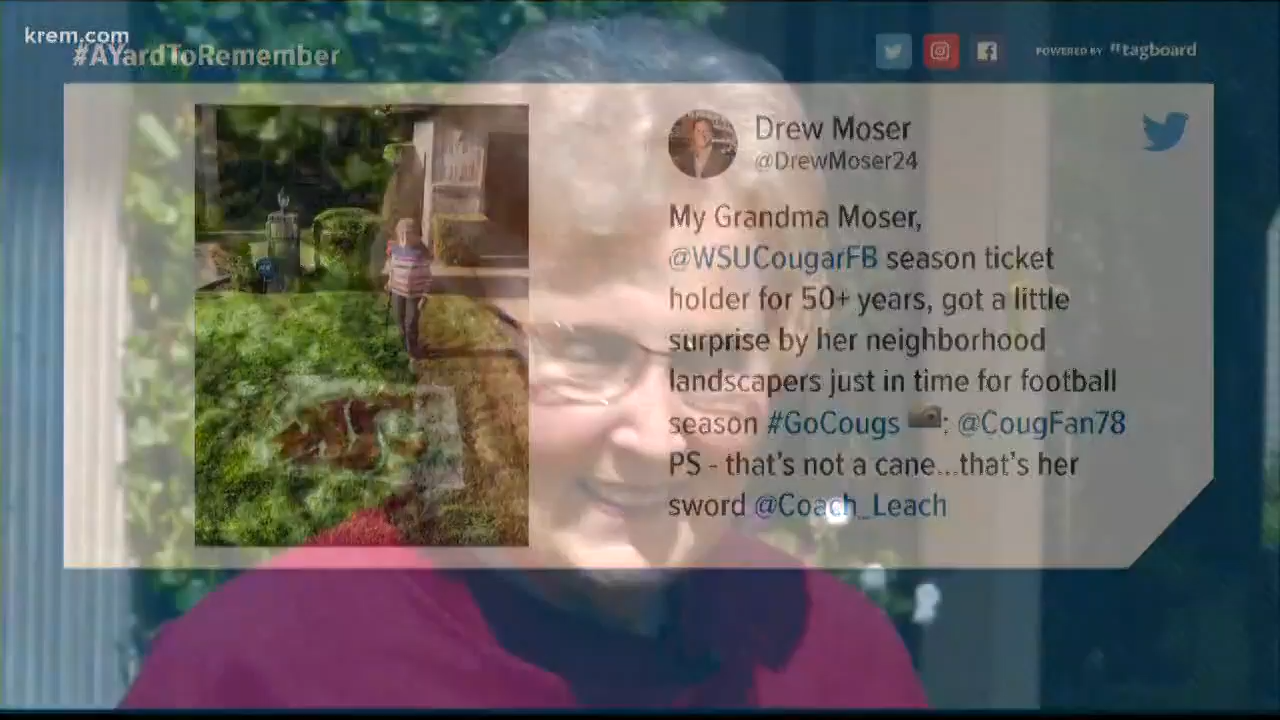 krem.com
#AYardToRemember
POWERED BY tagboard
Drew Moser
@DrewMoser24
My Grandma Moser,
@WSUCougarFB season ticket
holder for 50+ years, got a little
surprise by her neighborhood
landscapers just in time for football
season #GoCougs 📷: @CougFan78
PS - that's not a cane...that's her
sword @Coach_Leach